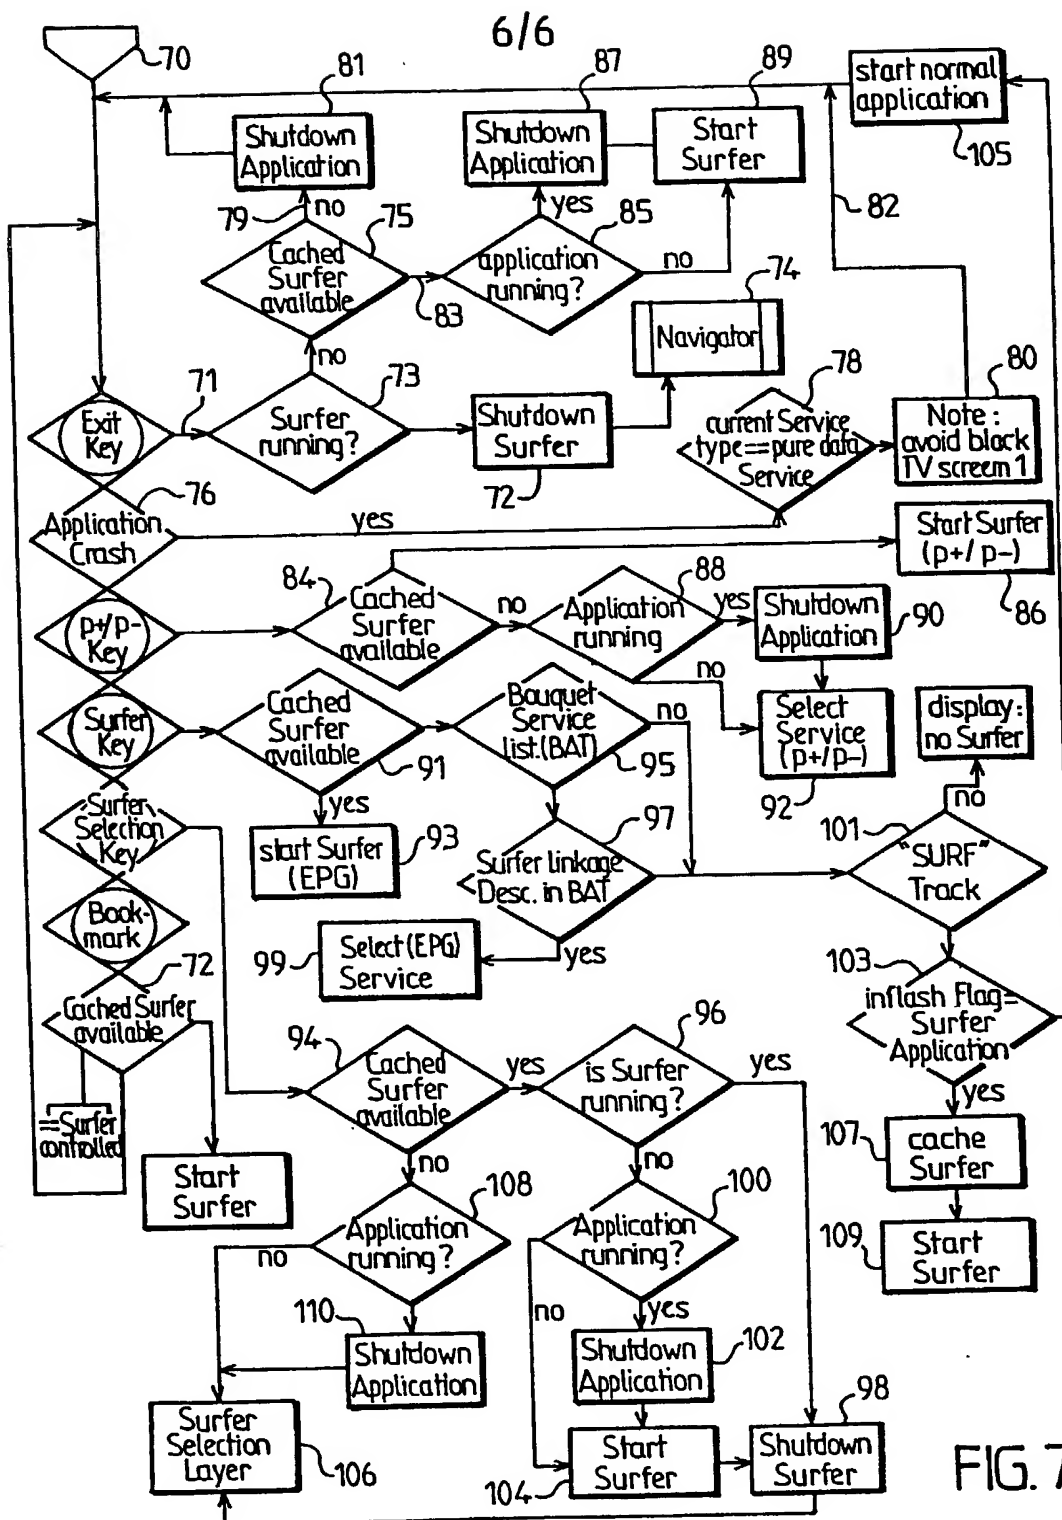 6/6
70
81
Shutdown
Application
87
Shutdown
Application
89
Start
Surfer
start normal
application
105
79
no
75
Cached
Surfer
available
83
yes
85
application
running?
no
82
74
Navigator
no
71
Exit
Key
73
Surfer
running?
Shutdown
Surfer
72
78
current Service
type==pure data
Service
80
Note :
avoid black
TV screem 1
76
Application
Crash
yes
Start Surfer
(p+/p-)
86
p+/p-
Key
84
Cached
Surfer
available
no
88
Application
running
yes
Shutdown
Application
90
no
Surfer
Key
Cached
Surfer
available
91
Bouquet
Service
list.(BAT)
95
no
Select
Service
(p+/p-)
92
display:
no Surfer
no
yes
start Surfer
(EPG)
93
97
Surfer linkage
Desc. in BAT
yes
Select (EPG)
Service
99
101
"SURF"
Track
Surfer
Selection
Key
Book-
mark
72
Cached Surfer
available
==Surfer
controlled
Start
Surfer
103
inflash Flag=
Surfer
Application
yes
107
cache
Surfer
109
Start
Surfer
94
Cached
Surfer
available
yes
96
is Surfer
running?
yes
no
no
108
Application
running?
no
100
Application
running?
no
yes
110
Shutdown
Application
102
Shutdown
Application
Surfer
Selection
Layer
106
104
Start
Surfer
98
Shutdown
Surfer
FIG. 7